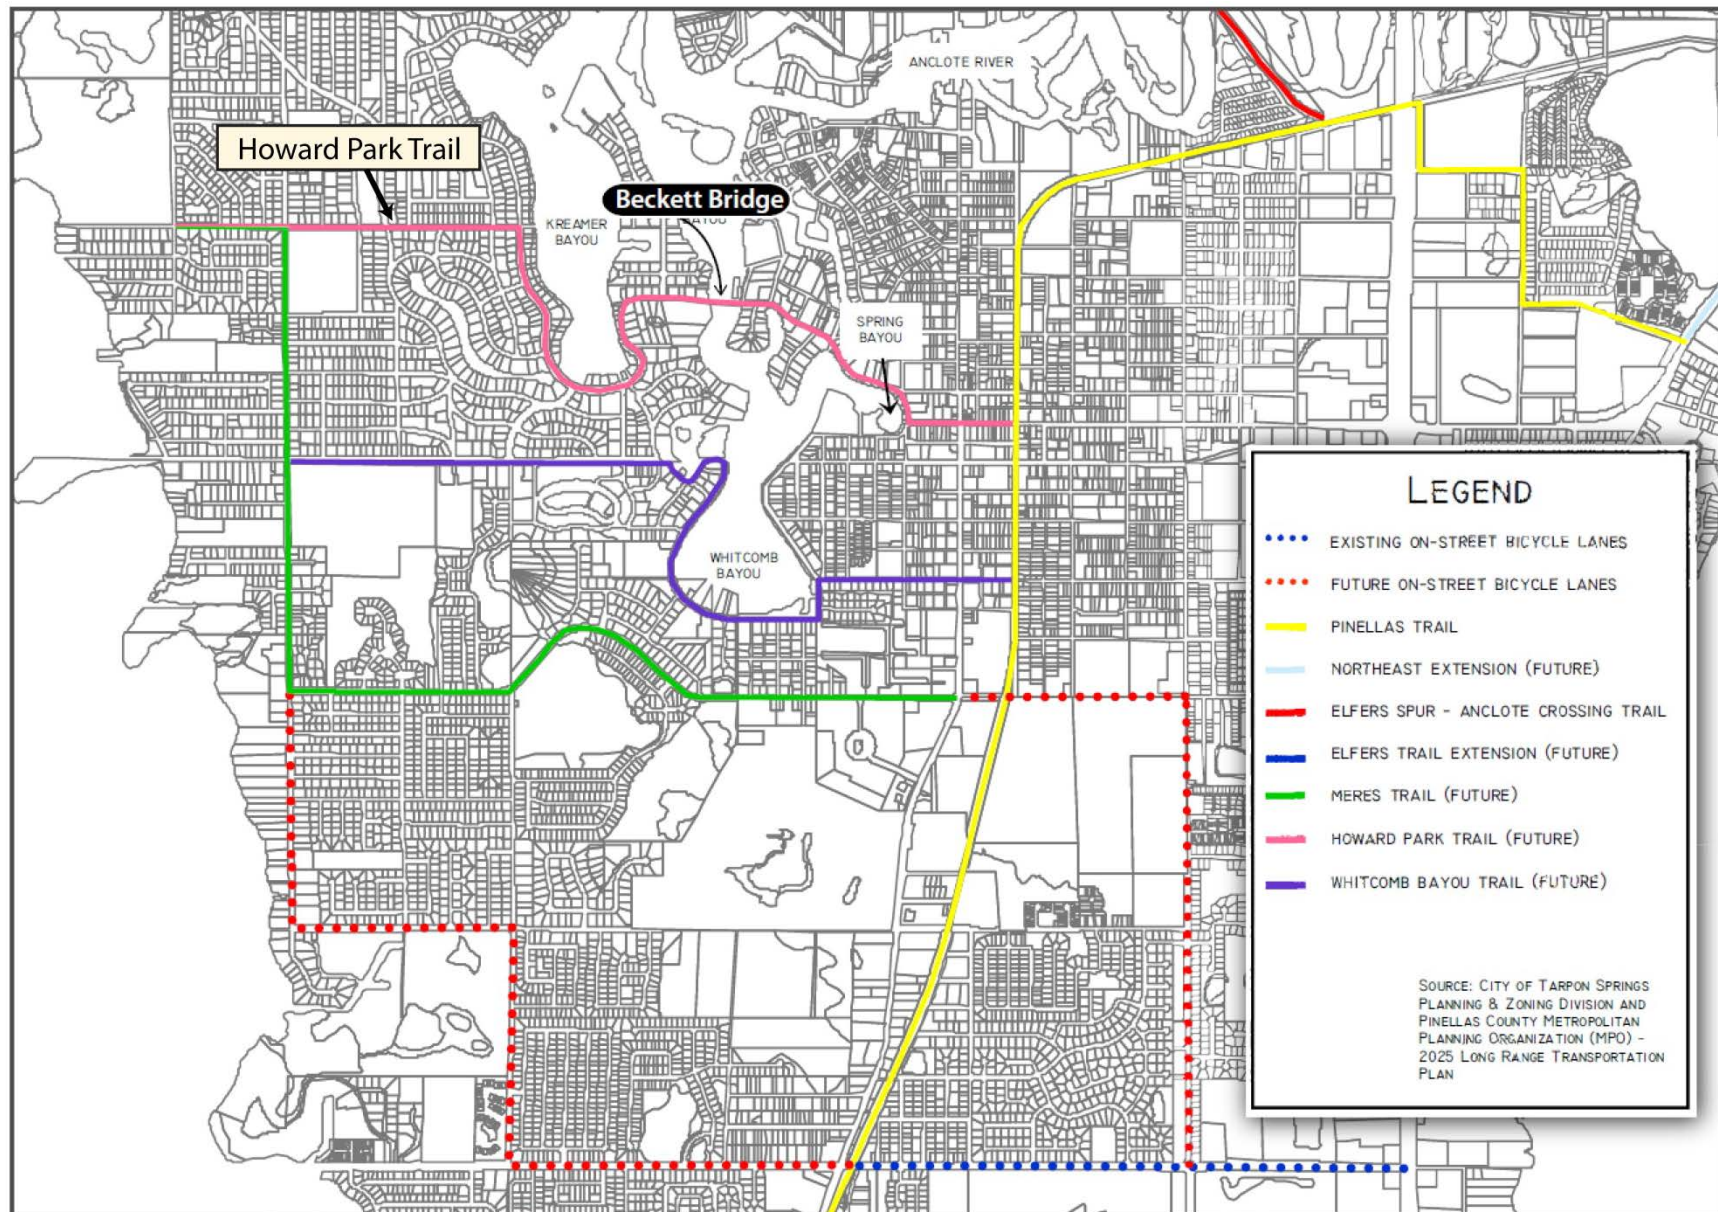 ANCLOTE RIVER
Howard Park Trail
Beckett Bridge
BAYOU
KREAMER
BAYOU
SPRING
BAYOU
WHITCOMB
BAYOU
LEGEND
EXISTING ON-STREET BICYCLE LANES
FUTURE ON-STREET BICYCLE LANES
PINELLAS TRAIL
NORTHEAST EXTENSION (FUTURE)
ELFERS SPUR - ANCLOTE CROSSING TRAIL
ELFERS TRAIL EXTENSION (FUTURE)
MERES TRAIL (FUTURE)
HOWARD PARK TRAIL (FUTURE)
WHITCOMB BAYOU TRAIL (FUTURE)
SOURCE: CITY OF TARPON SPRINGS
PLANNING & ZONING DIVISION AND
PINELLAS COUNTY METROPOLITAN
PLANNING ORGANIZATION (MPO) -
2025 LONG RANGE TRANSPORTATION
PLAN